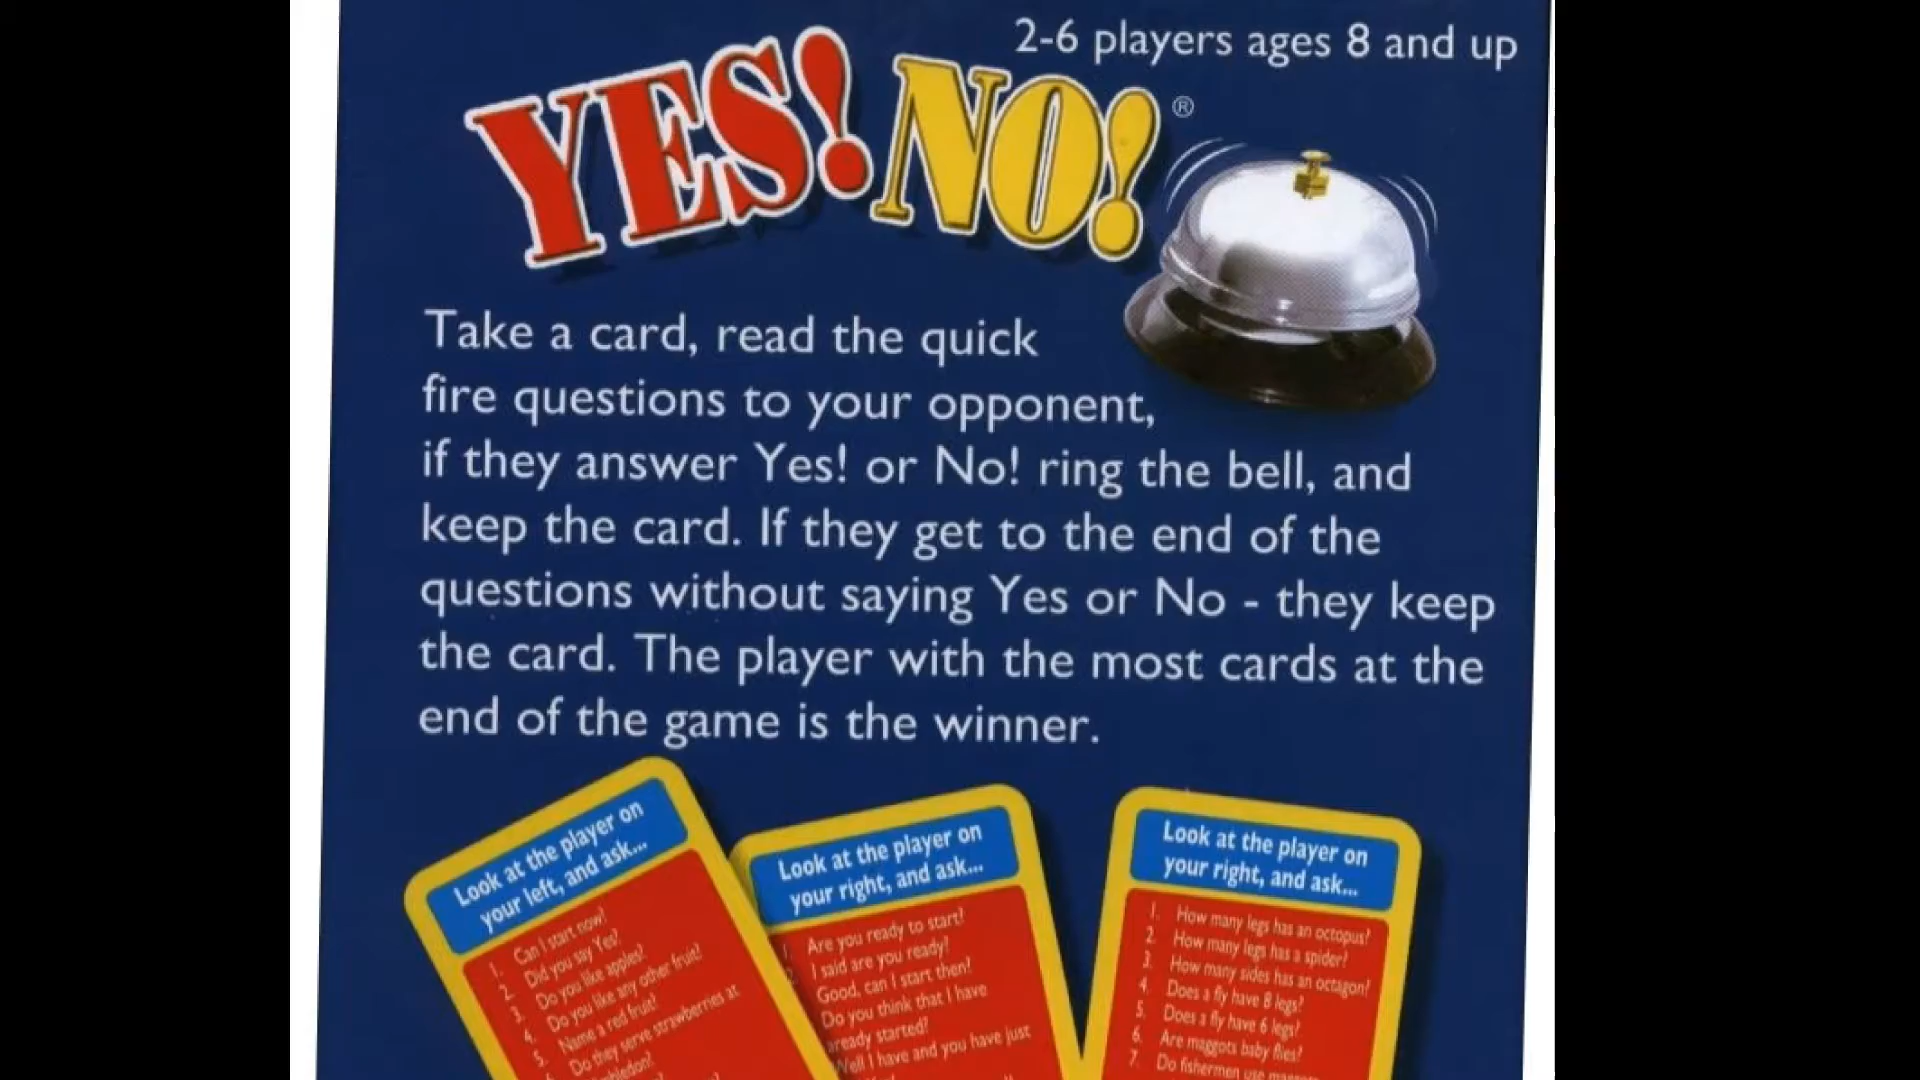 2-6 players ages 8 and up
YES! NO!®
Take a card, read the quick
fire questions to your opponent,
if they answer Yes! or No! ring the bell, and
keep the card. If they get to the end of the
questions without saying Yes or No - they keep
the card. The player with the most cards at the
end of the game is the winner.
Look at the player on
your left, and ask...
1. Can I start now?
2. Did you say Yes?
3. Do you like apples?
4. Do you like any other fruit?
5. Name a red fruit?
Do they serve strawberries at
Look at the player on
your right, and ask...
Are you ready to start?
I said are you ready?
Good, can I start then?
Do you think that I have
already started?
Well I have and you have just
Look at the player on
your right, and ask...
1. How many legs has an octopus?
2. How many legs has a spider?
3. How many sides has an octagon?
4. Does a fly have 8 legs?
5. Does a fly have 6 legs?
6. Are maggots baby flies?
7. Do fishermen use